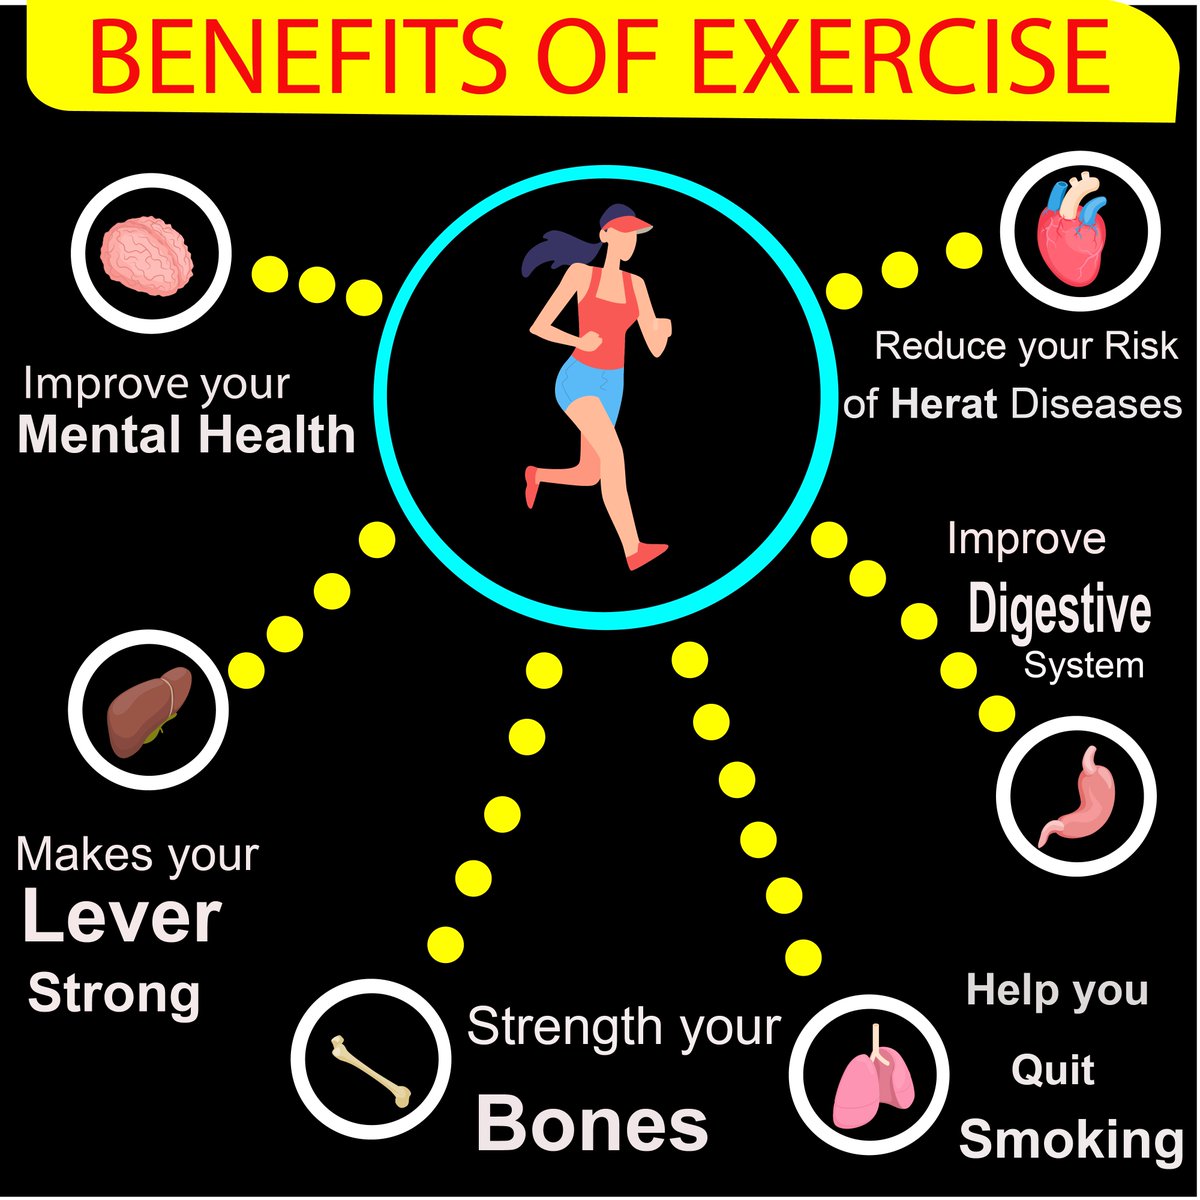 BENEFITS OF EXERCISE
Improve your
Mental Health
Reduce your Risk
of Herat Diseases
Improve
Digestive
System
Makes your
Lever
Strong
Strength your
Bones
Help you
Quit
Smoking